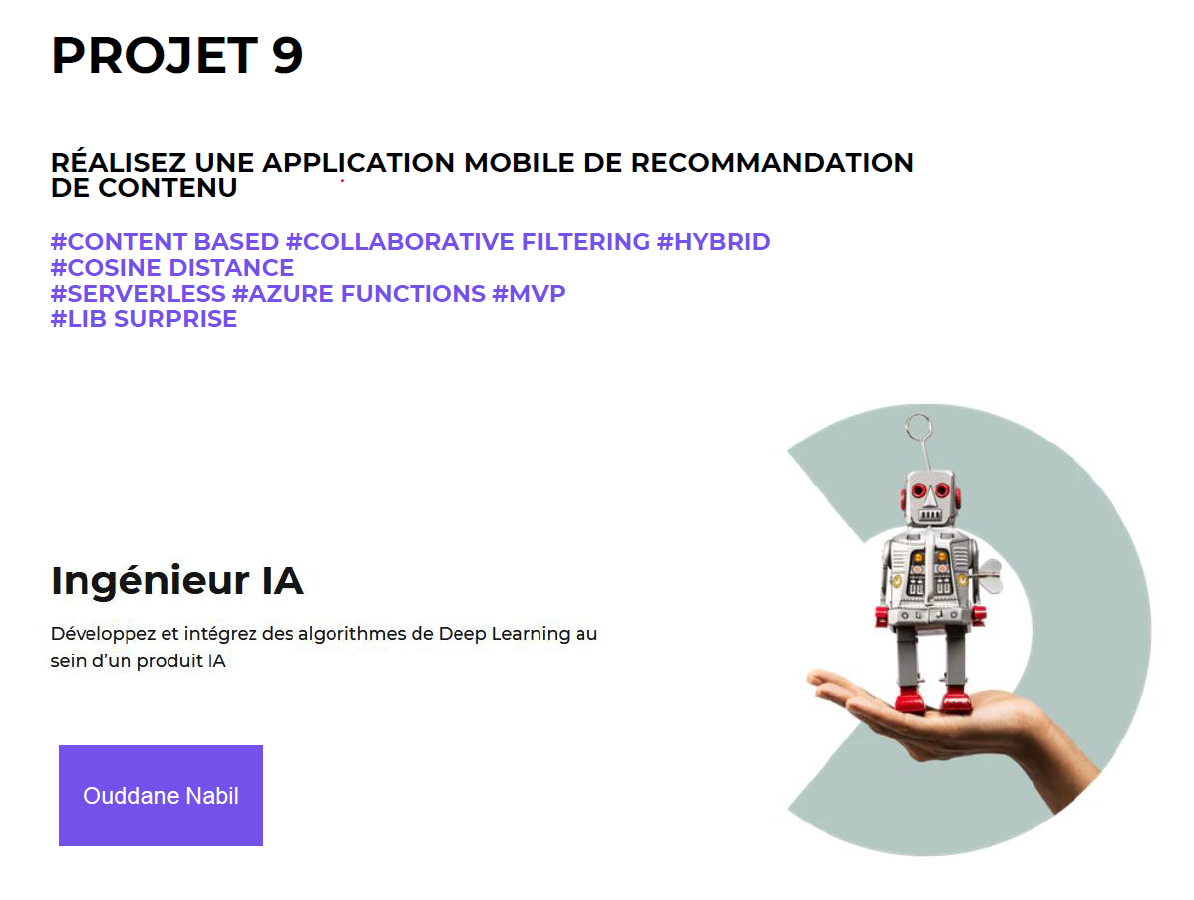 PROJET 9
RÉALISEZ UNE APPLICATION MOBILE DE RECOMMANDATION
DE CONTENU
#CONTENT BASED #COLLABORATIVE FILTERING #HYBRID
#COSINE DISTANCE
#SERVERLESS #AZURE FUNCTIONS #MVP
#LIB SURPRISE
Ingénieur IA
Développez et intégrez des algorithmes de Deep Learning au
sein d’un produit IA
Ouddane Nabil